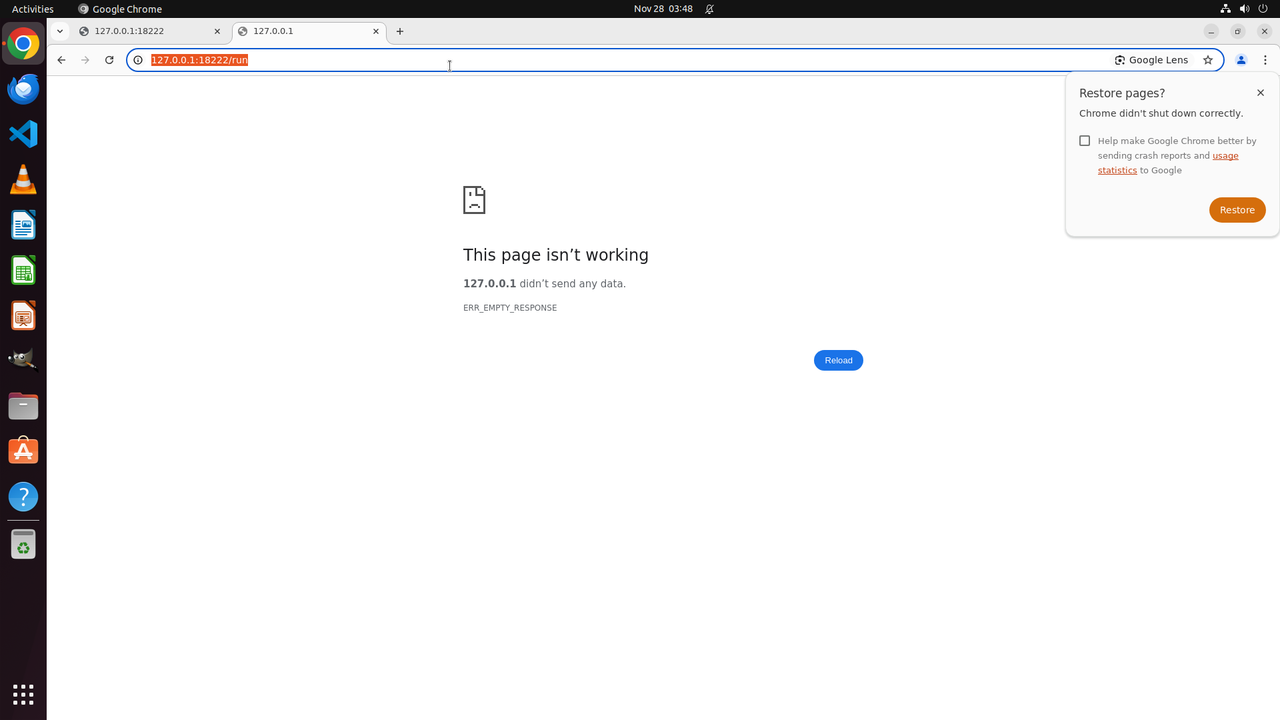 Activities
Google Chrome
Nov 28 03:48
127.0.0.1:18222
127.0.0.1
127.0.0.1:18222/run
Google Lens
Restore pages?
Chrome didn't shut down correctly.
Help make Google Chrome better by
sending crash reports and usage
statistics to Google
Restore
This page isn’t working
127.0.0.1 didn’t send any data.
ERR_EMPTY_RESPONSE
Reload